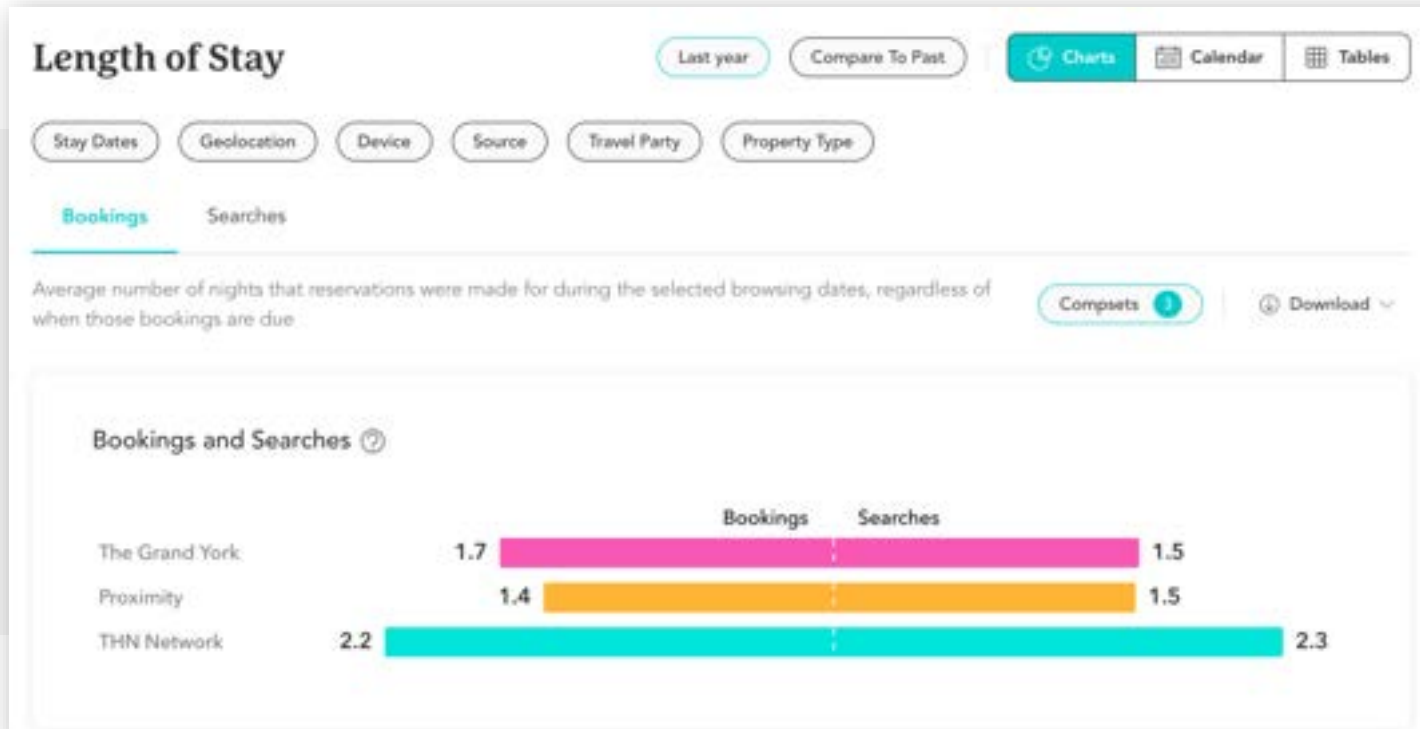 Length of Stay
Last year
Compare To Past
Charts
Calendar
Tables
Stay Dates
Geolocation
Device
Source
Travel Party
Property Type
Bookings
Searches
Average number of nights that reservations were made for during the selected browsing dates, regardless of
when those bookings are due
Compsets 3
Download
Bookings and Searches ?
Bookings Searches
The Grand York 1.7 1.5
Proximity 1.4 1.5
THN Network 2.2 2.3